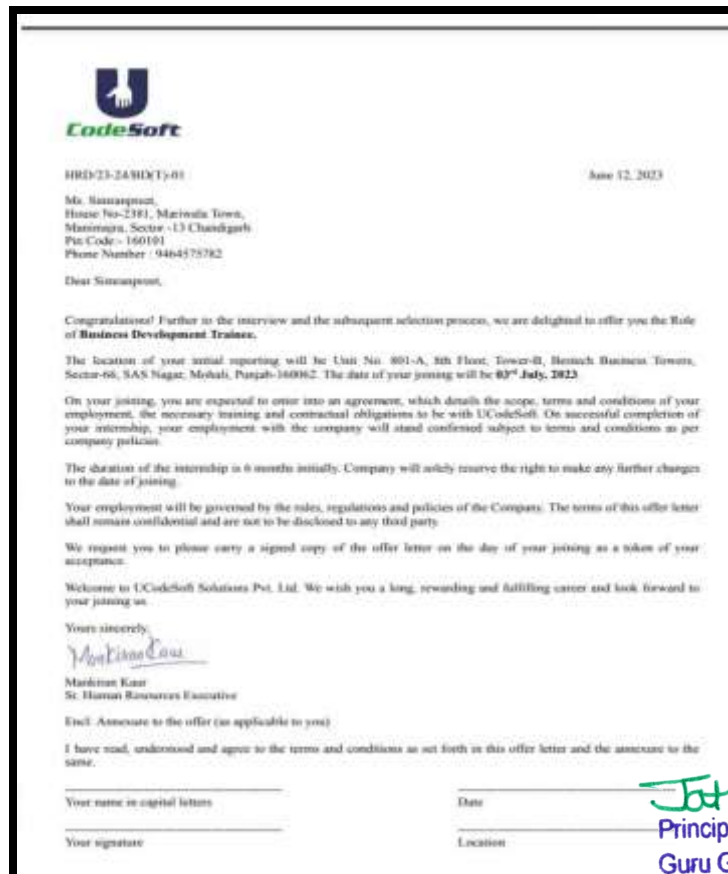 U
CodeSoft
HRD/23-24/BD(T)-01 June 12, 2023
Ms. Simranpreet,
House No-2381, Mariwala Town,
Manimajra, Sector -13 Chandigarh
Pin Code - 160101
Phone Number : 9464575782
Dear Simranpreet,
Congratulations! Further to the interview and the subsequent selection process, we are delighted to offer you the Role
of Business Development Trainee.
The location of your initial reporting will be Unit No. 801-A, 8th Floor, Tower-B, Bestech Business Towers,
Sector-66, SAS Nagar, Mohali, Punjab-160062. The date of your joining will be 03rd July, 2023
On your joining, you are expected to enter into an agreement, which details the scope, terms and conditions of your
employment, the necessary training and contractual obligations to be with UCodeSoft. On successful completion of
your internship, your employment with the company will stand confirmed subject to terms and conditions as per
company policies.
The duration of the internship is 6 months initially. Company will solely reserve the right to make any further changes
to the date of joining.
Your employment will be governed by the rules, regulations and policies of the Company. The terms of this offer letter
shall remain confidential and are not to be disclosed to any third party.
We request you to please carry a signed copy of the offer letter on the day of your joining as a token of your
acceptance.
Welcome to UCodeSoft Solutions Pvt. Ltd. We wish you a long, rewarding and fulfilling career and look forward to
your joining us.
Yours sincerely,
Mankiran Kaur
Mankiran Kaur
Sr. Human Resources Executive
Encl: Annexure to the offer (as applicable to you)
I have read, understood and agree to the terms and conditions as set forth in this offer letter and the annexure to the
same.
Your name in capital letters Date
Your signature Location
Princip
Guru G